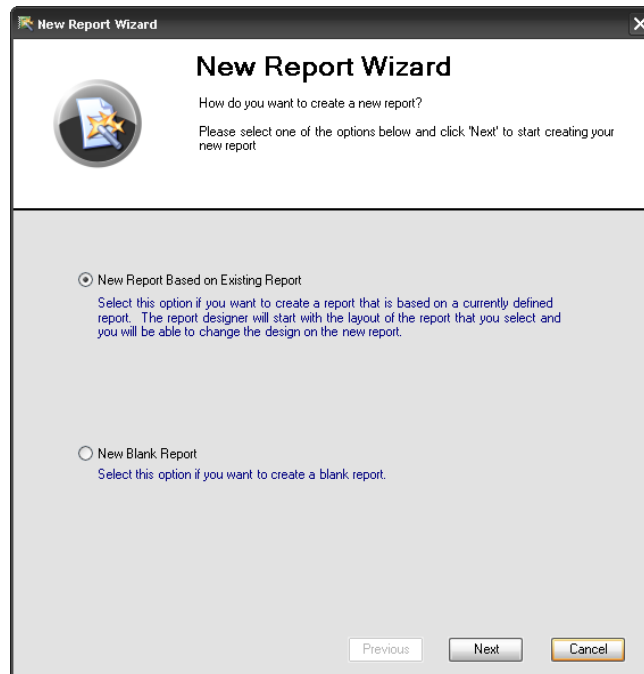 New Report Wizard
New Report Wizard
How do you want to create a new report?
Please select one of the options below and click 'Next' to start creating your
new report
New Report Based on Existing Report
Select this option if you want to create a report that is based on a currently defined
report.  The report designer will start with the layout of the report that you select and
you will be able to change the design on the new report.
New Blank Report
Select this option if you want to create a blank report.
Previous Next Cancel